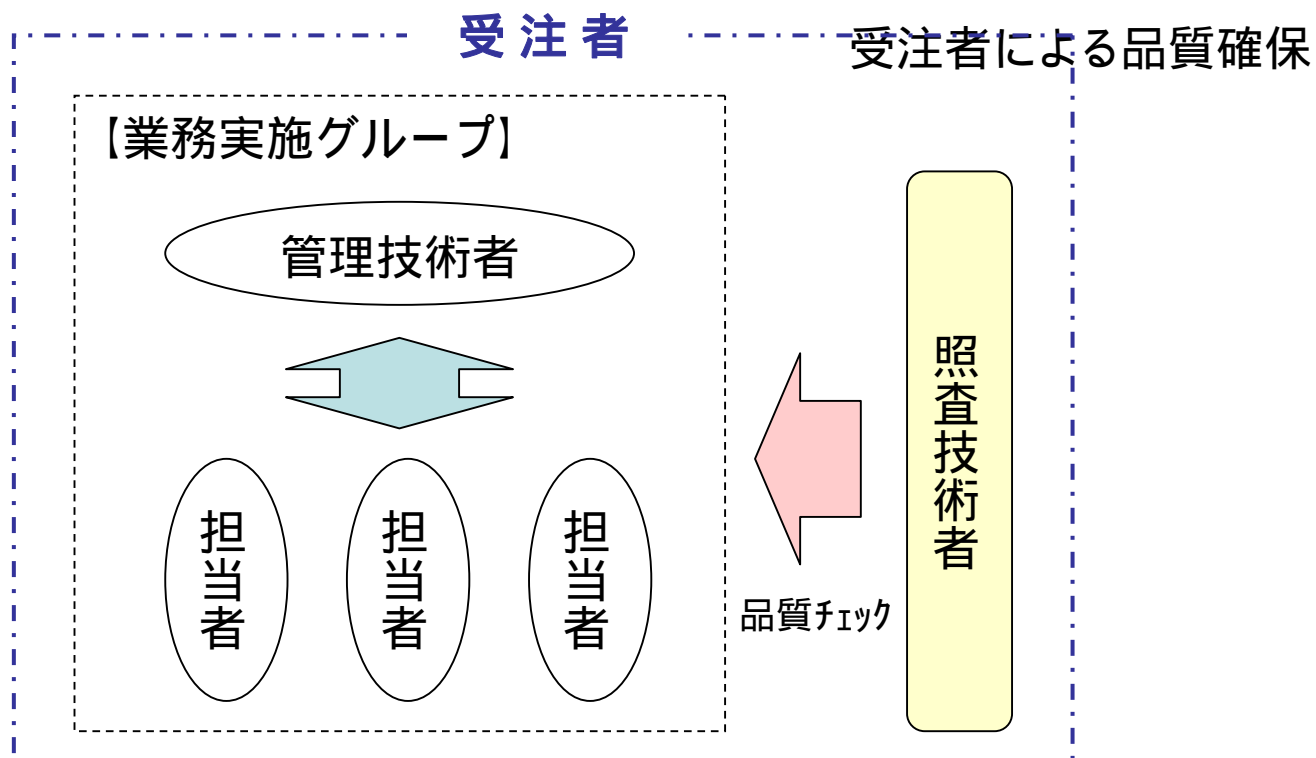 受注者
受注者による品質確保
【業務実施グループ】
管理技術者
担当者
担当者
担当者
品質ﾁｪｯｸ
照査技術者